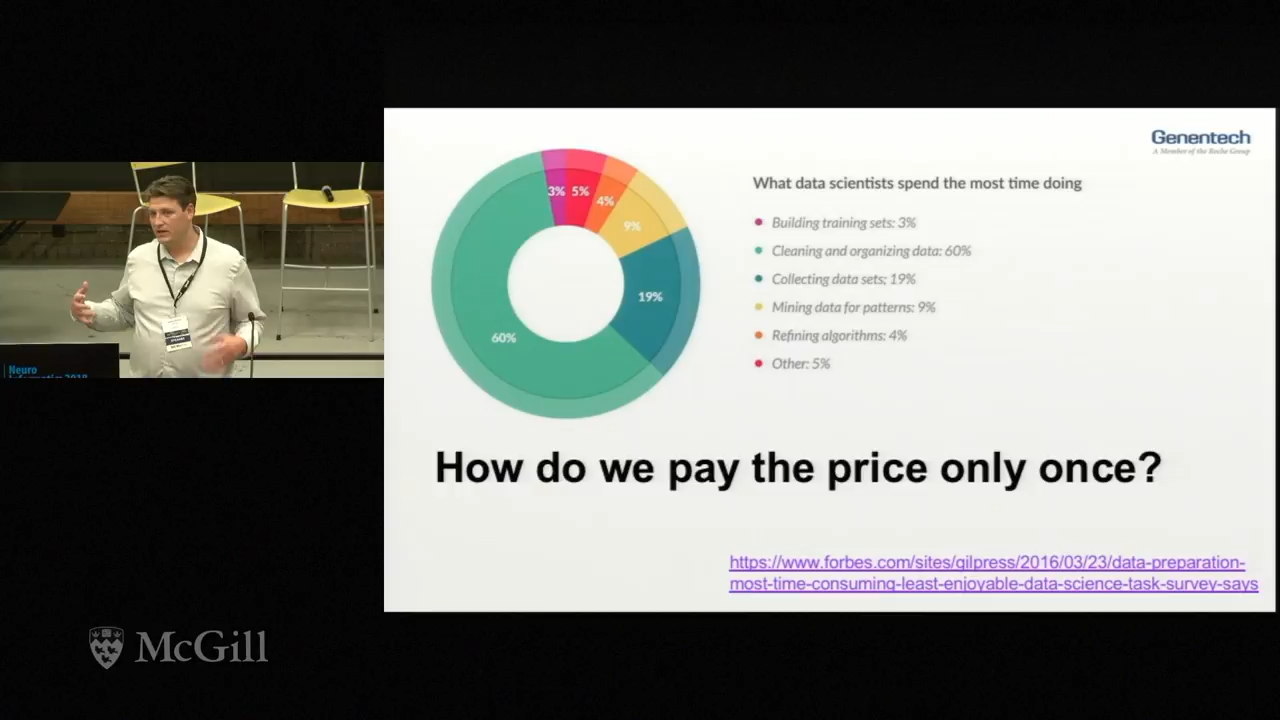 Genentech
A Member of the Roche Group
What data scientists spend the most time doing
Building training sets: 3%
Cleaning and organizing data: 60%
Collecting data sets; 19%
Mining data for patterns: 9%
Refining algorithms: 4%
Other: 5%
3%
5%
4%
9%
19%
60%
How do we pay the price only once?
https://www.forbes.com/sites/gilpress/2016/03/23/data-preparation-
most-time-consuming-least-enjoyable-data-science-task-survey-says
Neuro
McGill